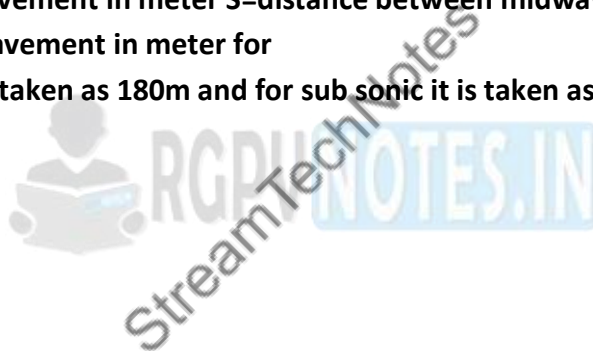 vement in meter S=distance between midwa
avement in meter for
taken as 180m and for sub sonic it is taken as
RGPVNOTES.IN
StreamTechNotes